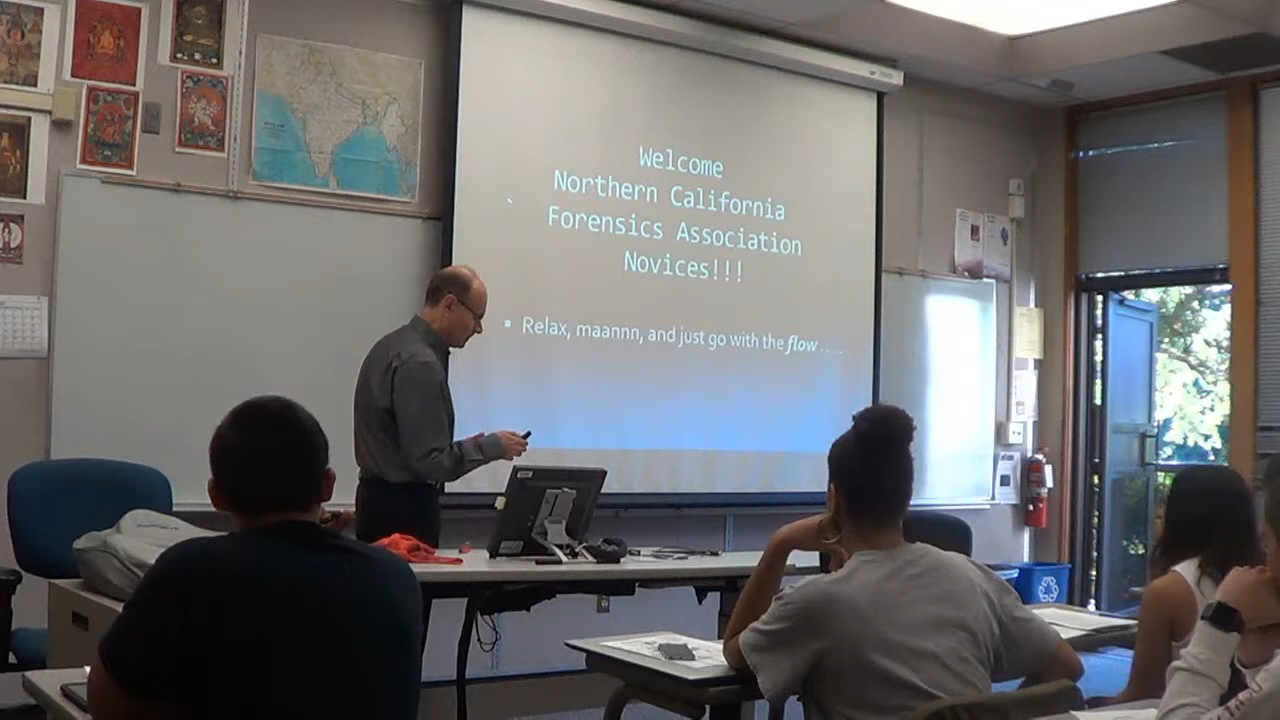 Welcome
Northern California
Forensics Association
Novices!!!
▪ Relax, maannn, and just go with the flow .....